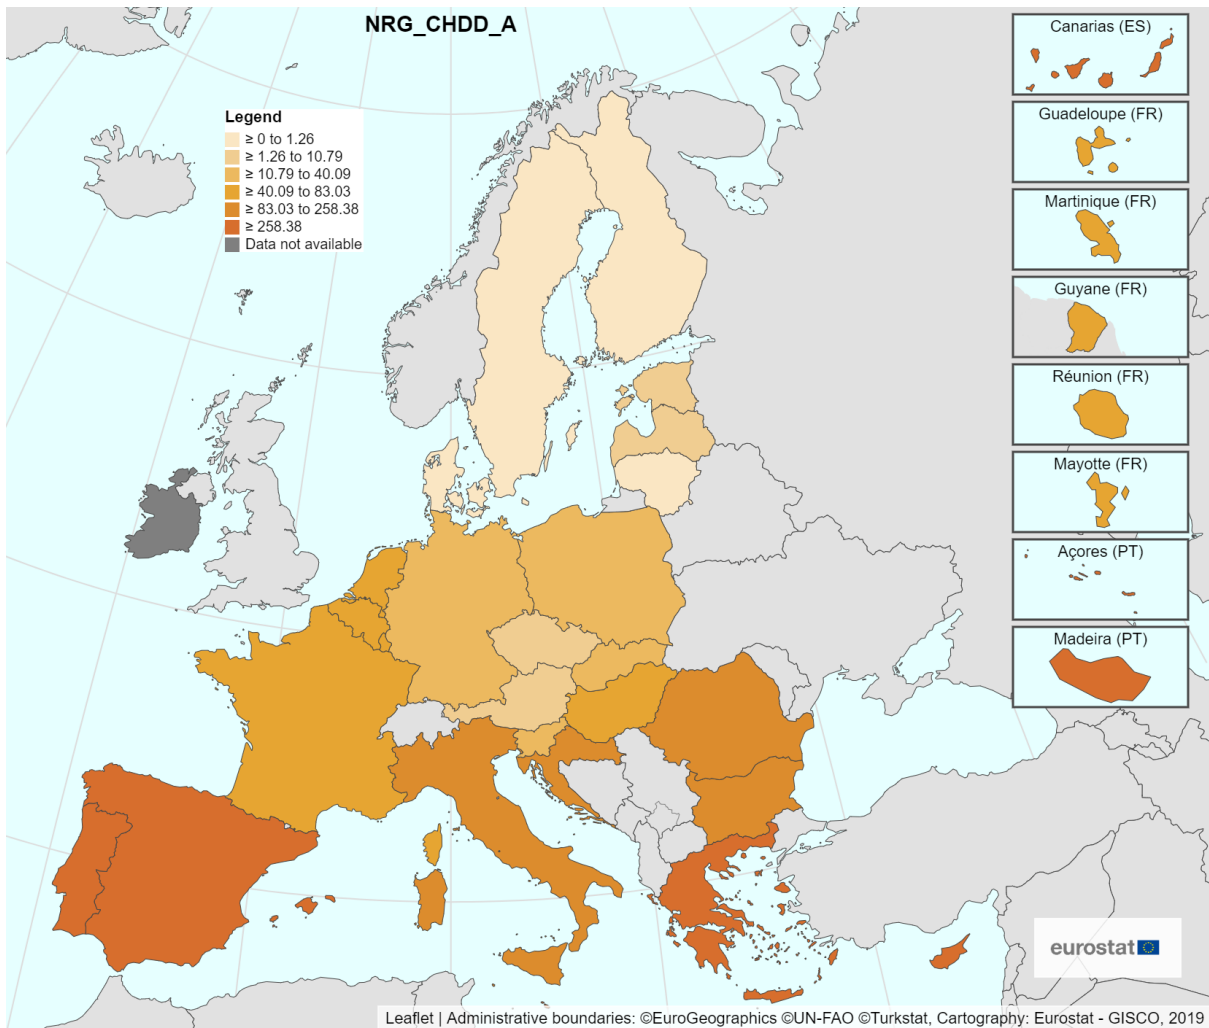 NRG_CHDD_A
Legend
≥ 0 to 1.26
≥ 1.26 to 10.79
≥ 10.79 to 40.09
≥ 40.09 to 83.03
≥ 83.03 to 258.38
≥ 258.38
Data not available
Canarias (ES)
Guadeloupe (FR)
Martinique (FR)
Guyane (FR)
Réunion (FR)
Mayotte (FR)
Açores (PT)
Madeira (PT)
eurostat
Leaflet | Administrative boundaries: ©EuroGeographics ©UN-FAO ©Turkstat, Cartography: Eurostat - GISCO, 2019